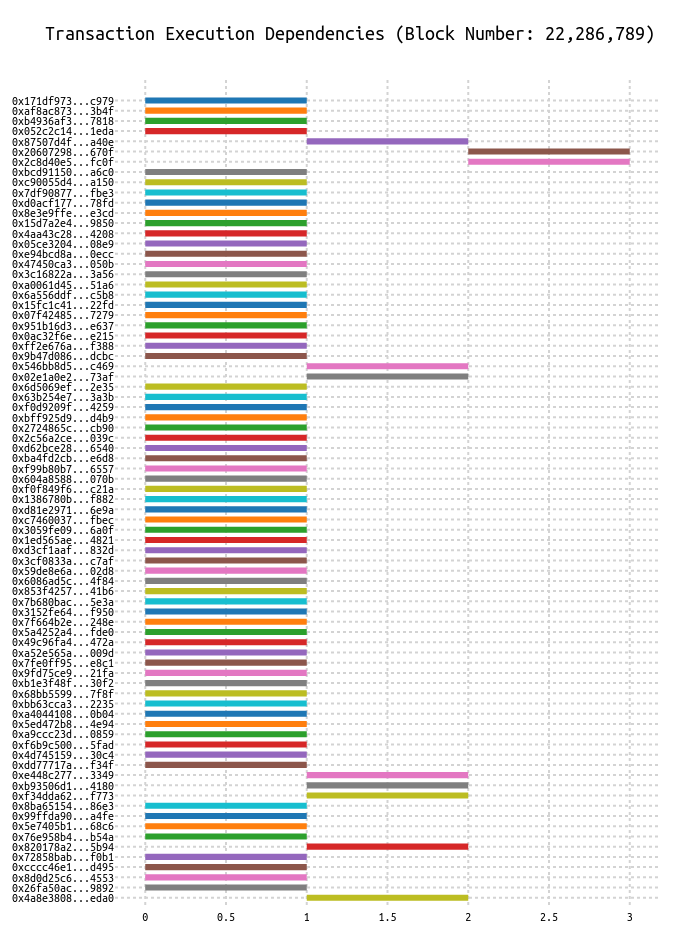 Transaction Execution Dependencies (Block Number: 22,286,789)
0x171df973...c979
0xaf8ac873...3b4f
0xb4936af3...7818
0x052c2c14...1eda
0x87507d4f...a40e
0x20607298...670f
0x2c8d40e5...fc0f
0xbcd91150...a6c0
0xc90055d4...a150
0x7df90877...fbe3
0xd0acf177...78fd
0x8e3e9ffe...e3cd
0x15d7a2e4...9850
0x4aa43c28...4208
0x05ce3204...08e9
0xe94bcd8a...0ecc
0x47450ca3...050b
0x3c16822a...3a56
0xa0061d45...51a6
0x6a556ddf...c5b8
0x15fc1c41...22fd
0x07f42485...7279
0x951b16d3...e637
0x0ac32f6e...e215
0xff2e676a...f388
0x9b47d086...dcbc
0x546bb8d5...c469
0x02e1a0e2...73af
0x6d5069ef...2e35
0x63b254e7...3a3b
0xf0d9209f...4259
0xbff925d9...d4b9
0x2724865c...cb90
0x2c56a2ce...039c
0xd62bce28...6540
0xba4fd2cb...e6d8
0xf99b80b7...6557
0x604a8588...070b
0xf0f849f6...c21a
0x1386780b...f882
0xd81e2971...6e9a
0xc7460037...fbec
0x3059fe09...6a0f
0x1ed565ae...4821
0xd3cf1aaf...832d
0x3cf0833a...c7af
0x59de8e6a...02d8
0x6086ad5c...4f84
0x853f4257...41b6
0x7b680bac...5e3a
0x3152fe64...f950
0x7f664b2e...248e
0x5a4252a4...fde0
0x49c96fa4...472a
0xa52e565a...009d
0x7fe0ff95...e8c1
0x9fd75ce9...21fa
0xb1e3f48f...30f2
0x68bb5599...7f8f
0xbb63cca3...2235
0xa4044108...0b04
0x5ed472b8...4e94
0xa9ccc23d...0859
0xf6b9c500...5fad
0x4d745159...30c4
0xdd77717a...f34f
0xe448c277...3349
0xb93506d1...4180
0xf34dda62...f773
0x8ba65154...86e3
0x99ffda90...a4fe
0x5e7405b1...68c6
0x76e958b4...b54a
0x820178a2...5b94
0x72858bab...f0b1
0xcccc46e1...d495
0x8d0d25c6...4553
0x26fa50ac...9892
0x4a8e3808...eda0
0 0.5 1 1.5 2 2.5 3